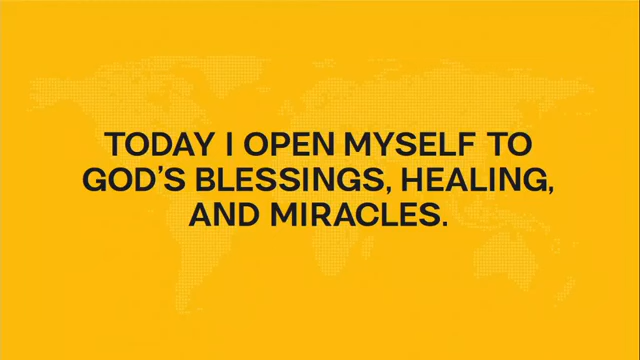 TODAY I OPEN MYSELF TO
GOD’S BLESSINGS, HEALING,
AND MIRACLES.